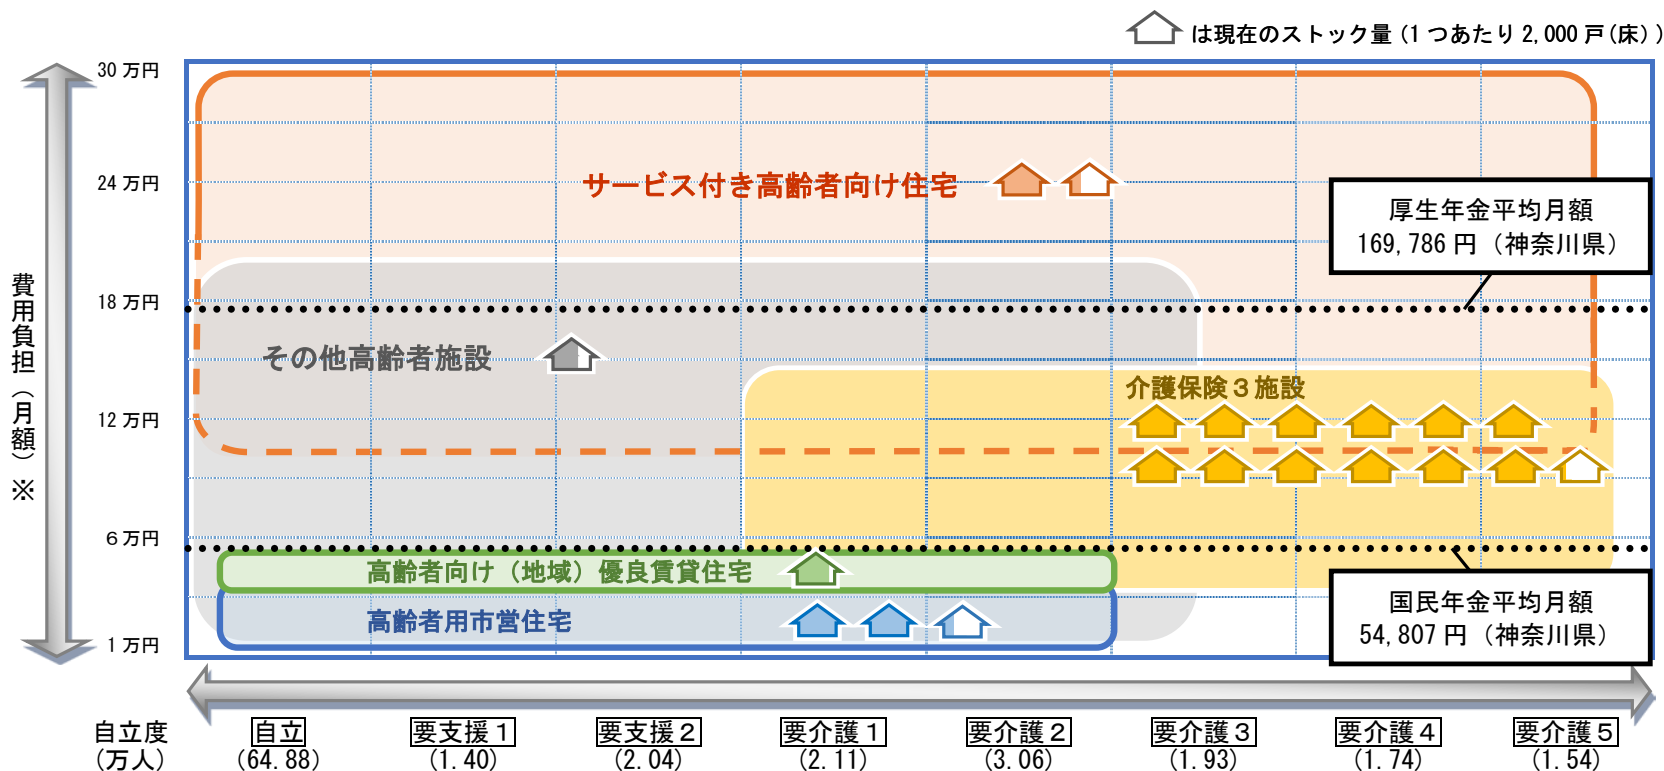 は現在のストック量(1つあたり2,000戸(床))
30万円
24万円
サービス付き高齢者向け住宅
厚生年金平均月額
169,786円(神奈川県)
18万円
費用負担(月額)※
その他高齢者施設
介護保険3施設
12万円
6万円
高齢者向け(地域)優良賃貸住宅
国民年金平均月額
54,807円(神奈川県)
高齢者用市営住宅
1万円
自立度
(万人)
自立
(64.88)
要支援1
(1.40)
要支援2
(2.04)
要介護1
(2.11)
要介護2
(3.06)
要介護3
(1.93)
要介護4
(1.74)
要介護5
(1.54)